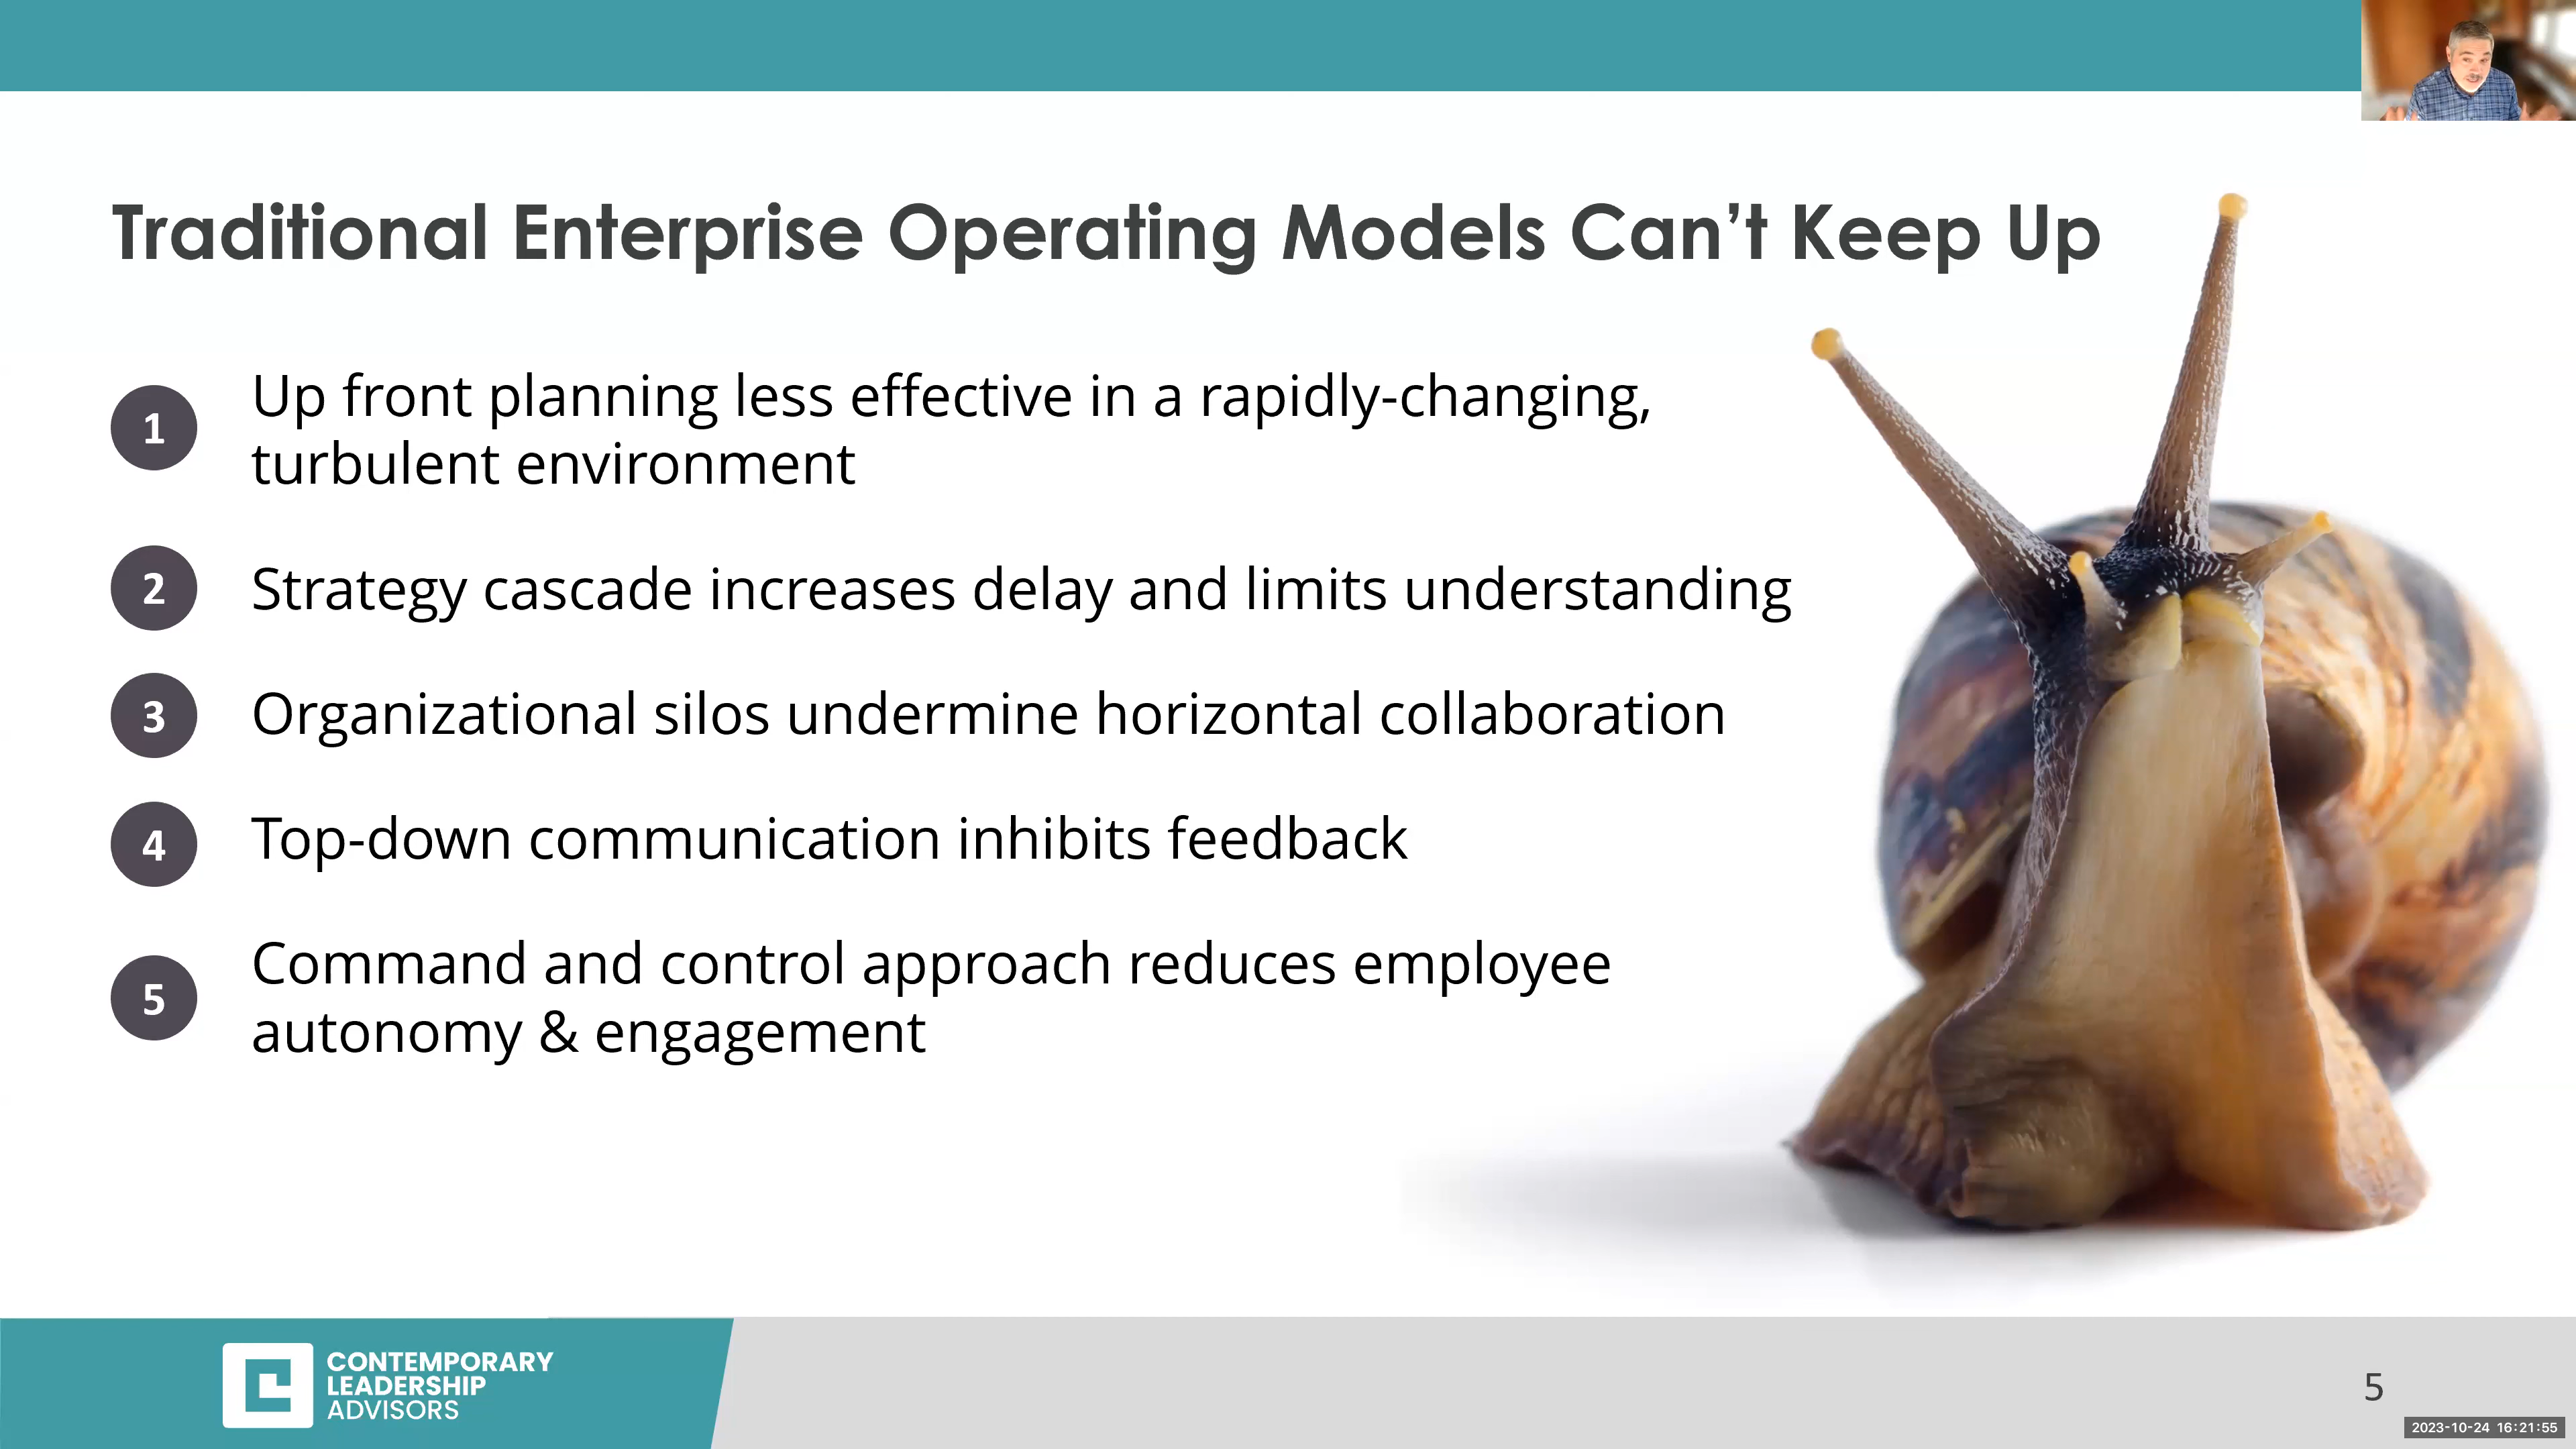 Traditional Enterprise Operating Models Can’t Keep Up
1
Up front planning less effective in a rapidly-changing,
turbulent environment
2
Strategy cascade increases delay and limits understanding
3
Organizational silos undermine horizontal collaboration
4
Top-down communication inhibits feedback
5
Command and control approach reduces employee
autonomy & engagement
CONTEMPORARY
LEADERSHIP
ADVISORS
5
2023-10-24 16:21:55